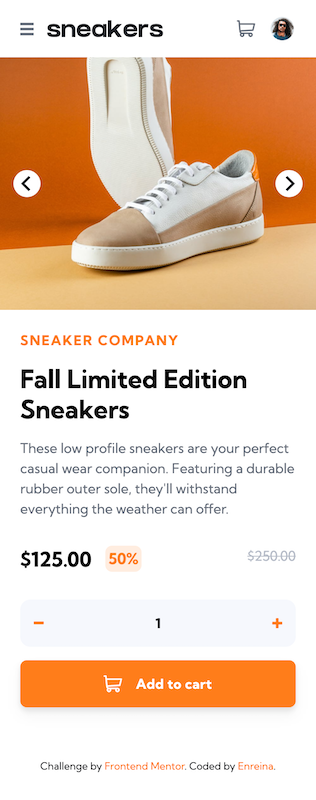 sneakers
SNEAKER COMPANY
Fall Limited Edition
Sneakers
These low profile sneakers are your perfect
casual wear companion. Featuring a durable
rubber outer sole, they'll withstand
everything the weather can offer.
$125.00 50% $250.00
− 1 +
Add to cart
Challenge by Frontend Mentor. Coded by Enreina.